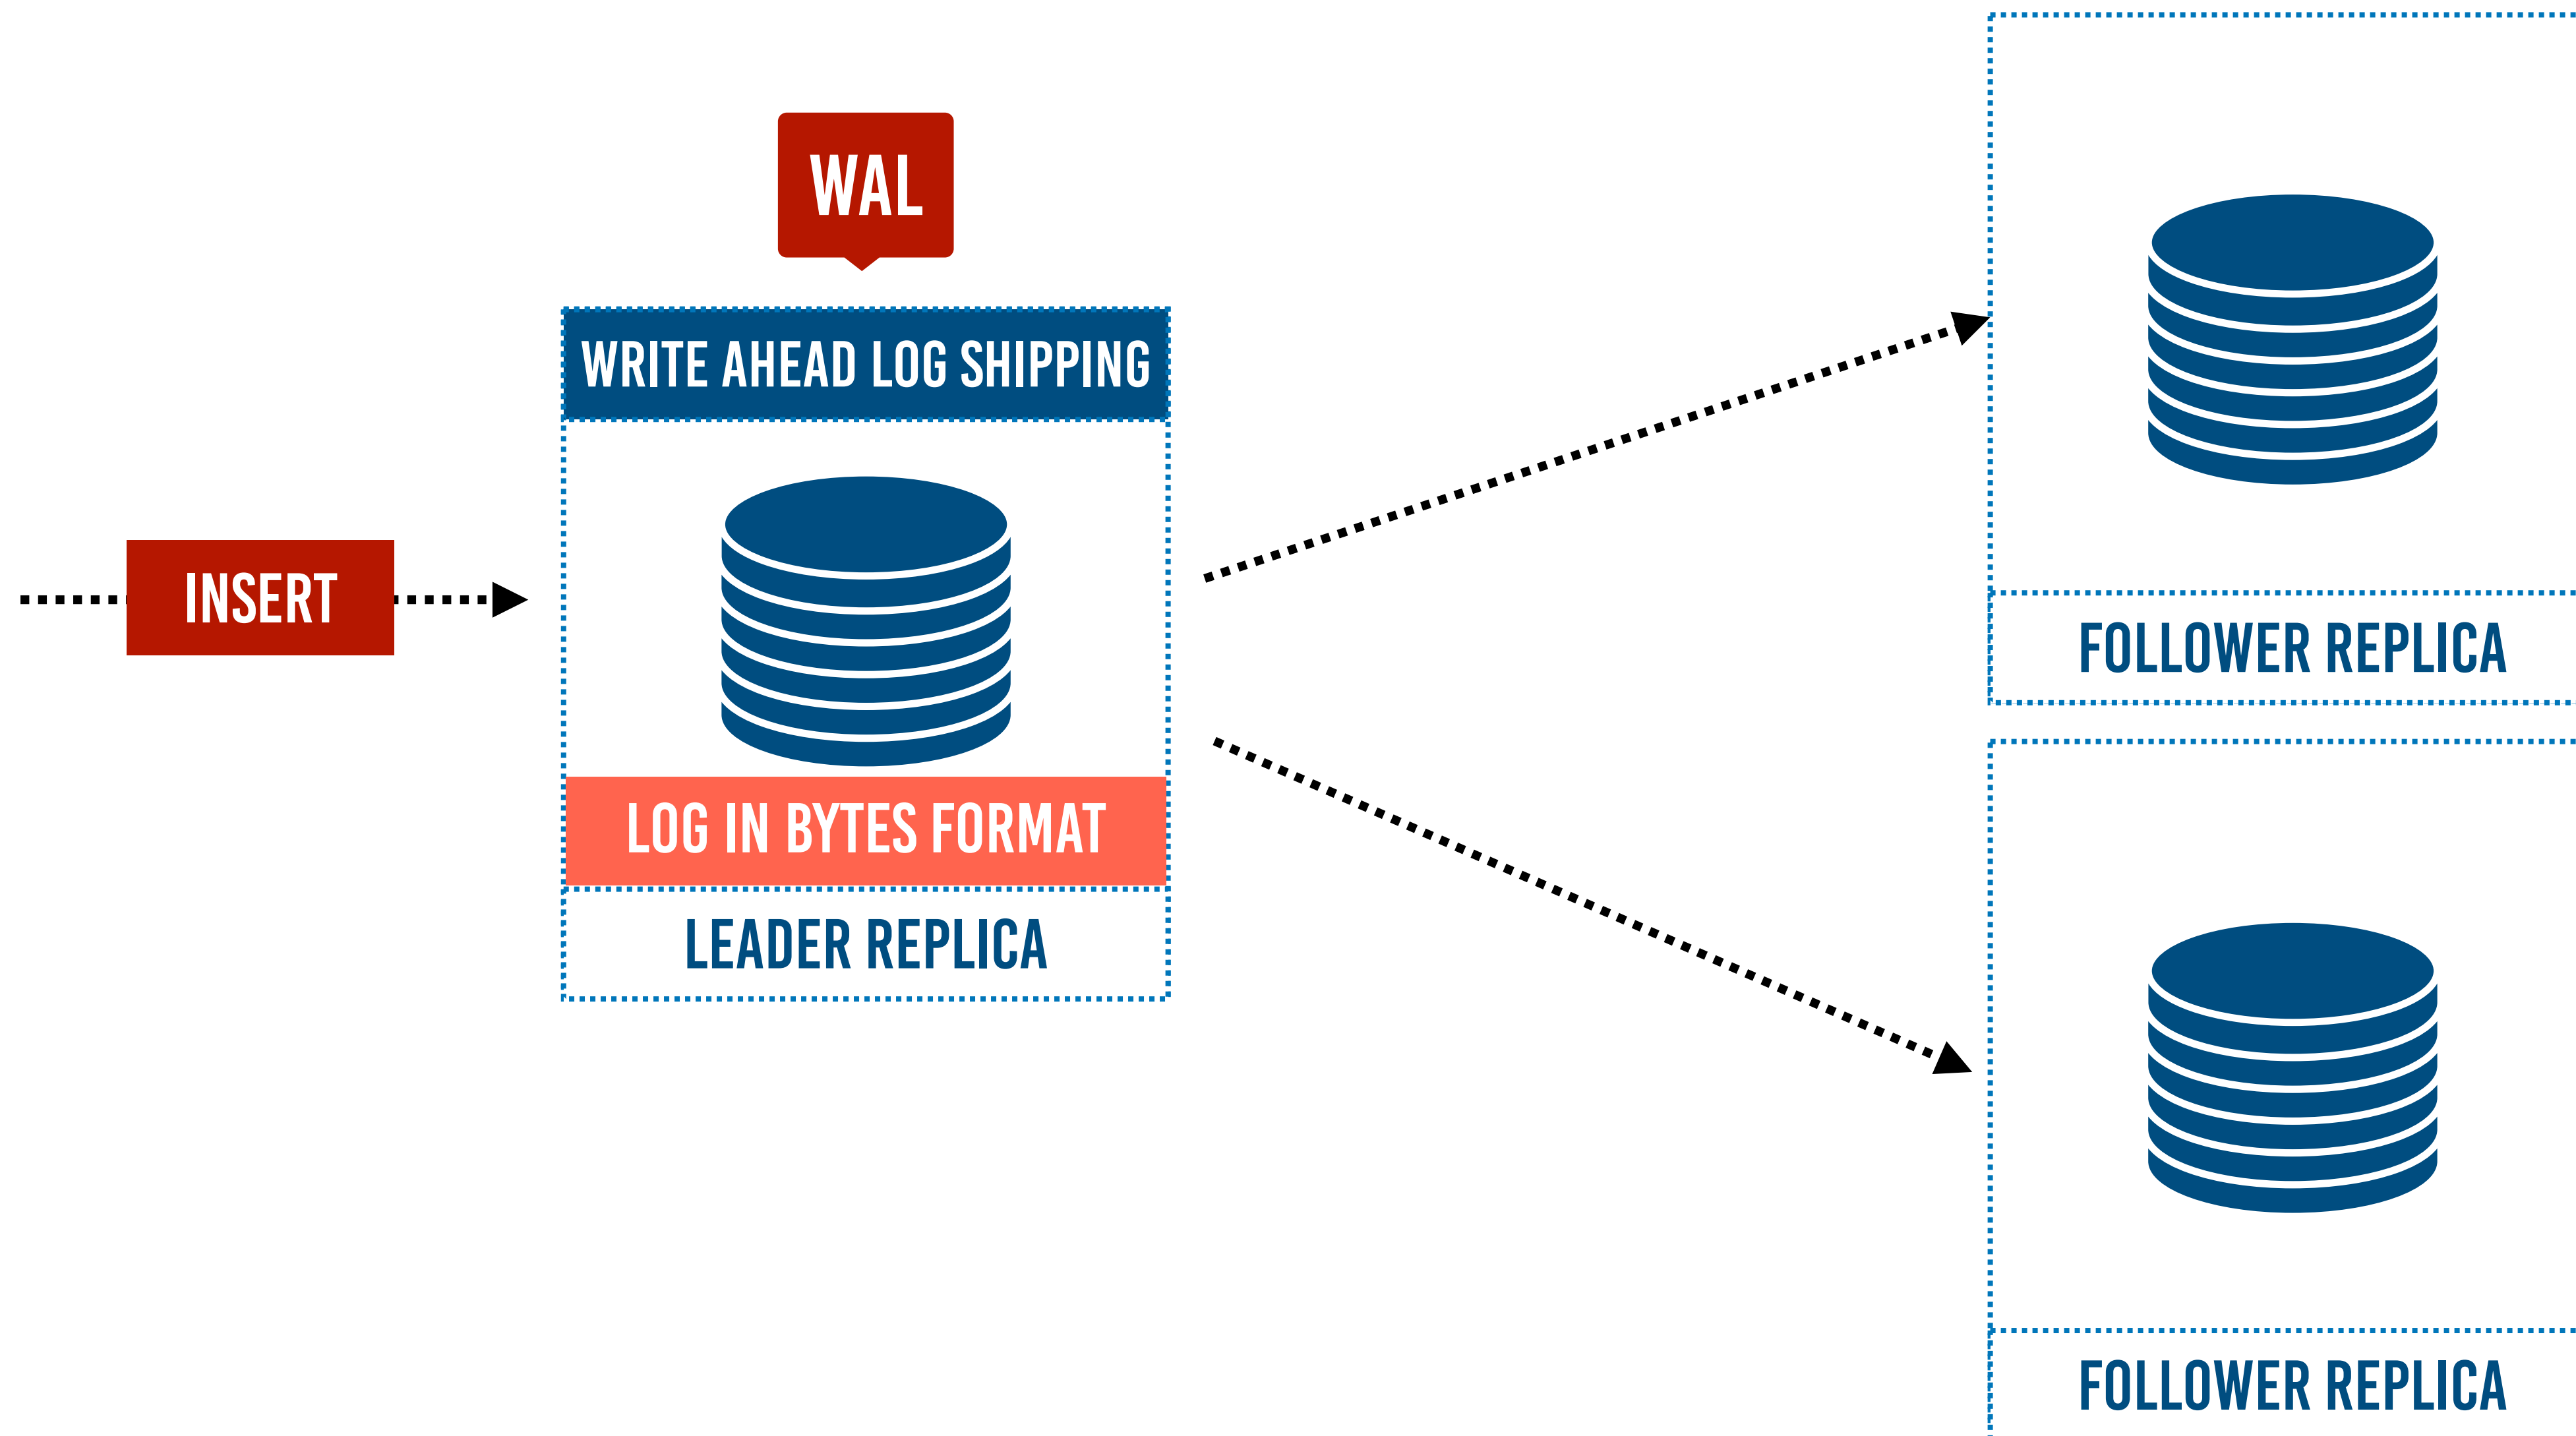 WAL
WRITE AHEAD LOG SHIPPING
INSERT
LOG IN BYTES FORMAT
LEADER REPLICA
FOLLOWER REPLICA
FOLLOWER REPLICA